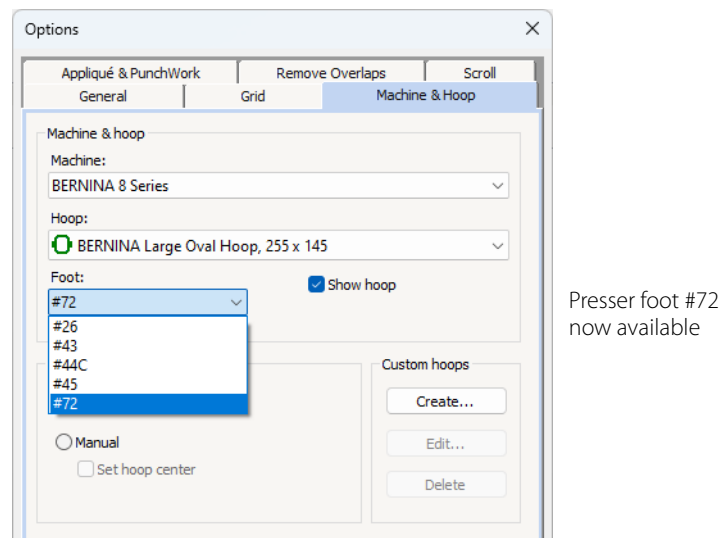 Options
Appliqué & PunchWork
Remove Overlaps
Scroll
General
Grid
Machine & Hoop
Machine & hoop
Machine:
BERNINA 8 Series
Hoop:
BERNINA Large Oval Hoop, 255 x 145
Foot:
Show hoop
#72
#26
#43
#44C
#45
#72
Manual
Set hoop center
Custom hoops
Create...
Edit...
Delete
Presser foot #72
now available